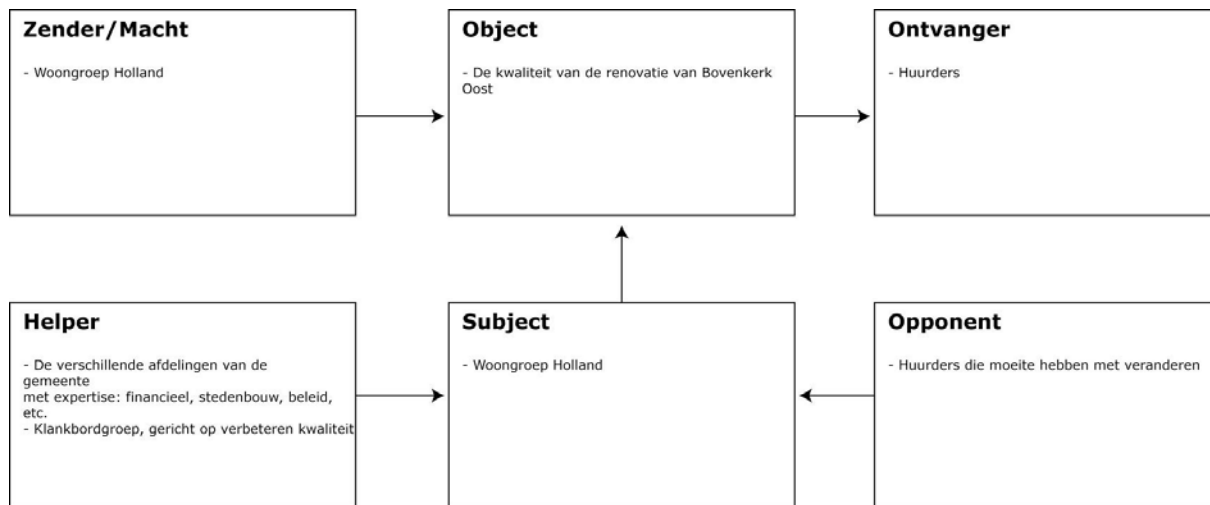 Zender/Macht
- Woongroep Holland
Object
- De kwaliteit van de renovatie van Bovenkerk
Oost
Ontvanger
- Huurders
Helper
- De verschillende afdelingen van de
gemeente
met expertise: financieel, stedenbouw, beleid,
etc.
- Klankbordgroep, gericht op verbeteren kwaliteit
Subject
- Woongroep Holland
Opponent
- Huurders die moeite hebben met veranderen